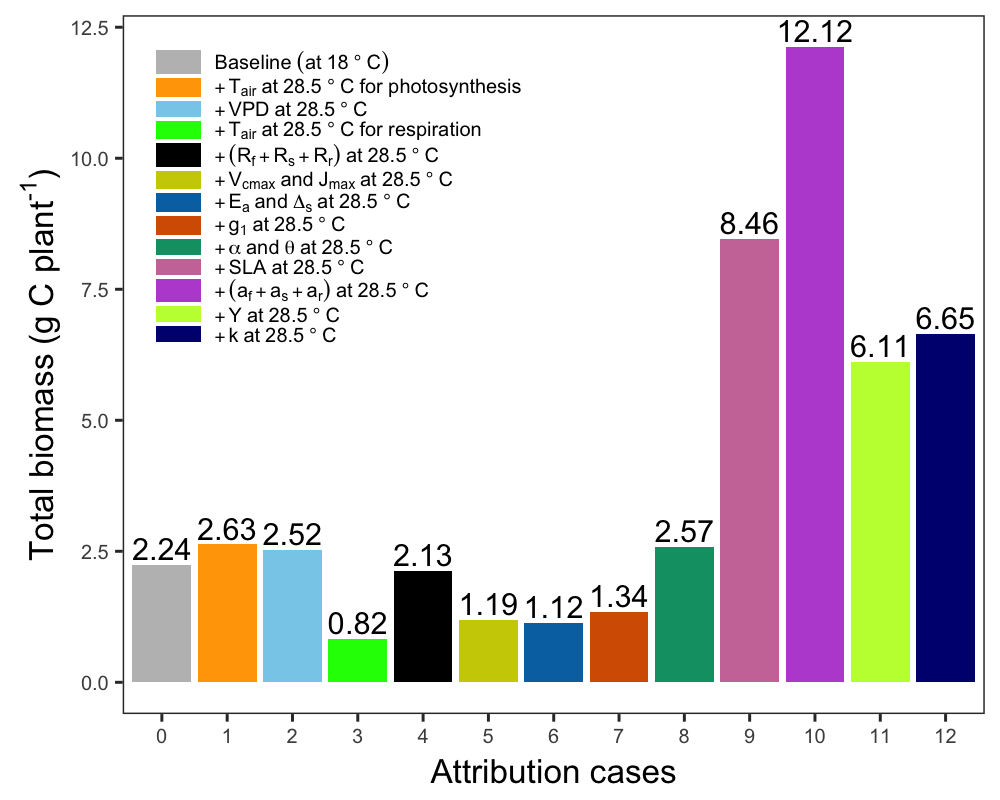 12.5
10.0
7.5
5.0
2.5
0.0
Total biomass (g C plant⁻¹)
Baseline (at 18 ° C)
+ Tair at 28.5 ° C for photosynthesis
+ VPD at 28.5 ° C
+ Tair at 28.5 ° C for respiration
+ (Rf + Rs + Rr) at 28.5 ° C
+ Vcmax and Jmax at 28.5 ° C
+ Ea and Δs at 28.5 ° C
+ g1 at 28.5 ° C
+ α and θ at 28.5 ° C
+ SLA at 28.5 ° C
+ (af + as + ar) at 28.5 ° C
+ Y at 28.5 ° C
+ k at 28.5 ° C
2.24 2.63 2.52 0.82 2.13 1.19 1.12 1.34 2.57 8.46 12.12 6.11 6.65
0 1 2 3 4 5 6 7 8 9 10 11 12
Attribution cases